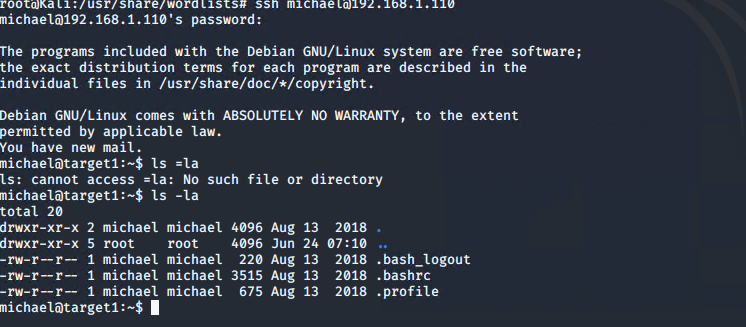 root@Kali:/usr/share/wordlists# ssh michael@192.168.1.110
michael@192.168.1.110's password:

The programs included with the Debian GNU/Linux system are free software;
the exact distribution terms for each program are described in the
individual files in /usr/share/doc/*/copyright.

Debian GNU/Linux comes with ABSOLUTELY NO WARRANTY, to the extent
permitted by applicable law.
You have new mail.
michael@target1:~$ ls =la
ls: cannot access =la: No such file or directory
michael@target1:~$ ls -la
total 20
drwxr-xr-x 2 michael michael 4096 Aug 13  2018 .
drwxr-xr-x 5 root    root    4096 Jun 24 07:10 ..
-rw-r--r-- 1 michael michael  220 Aug 13  2018 .bash_logout
-rw-r--r-- 1 michael michael 3515 Aug 13  2018 .bashrc
-rw-r--r-- 1 michael michael  675 Aug 13  2018 .profile
michael@target1:~$